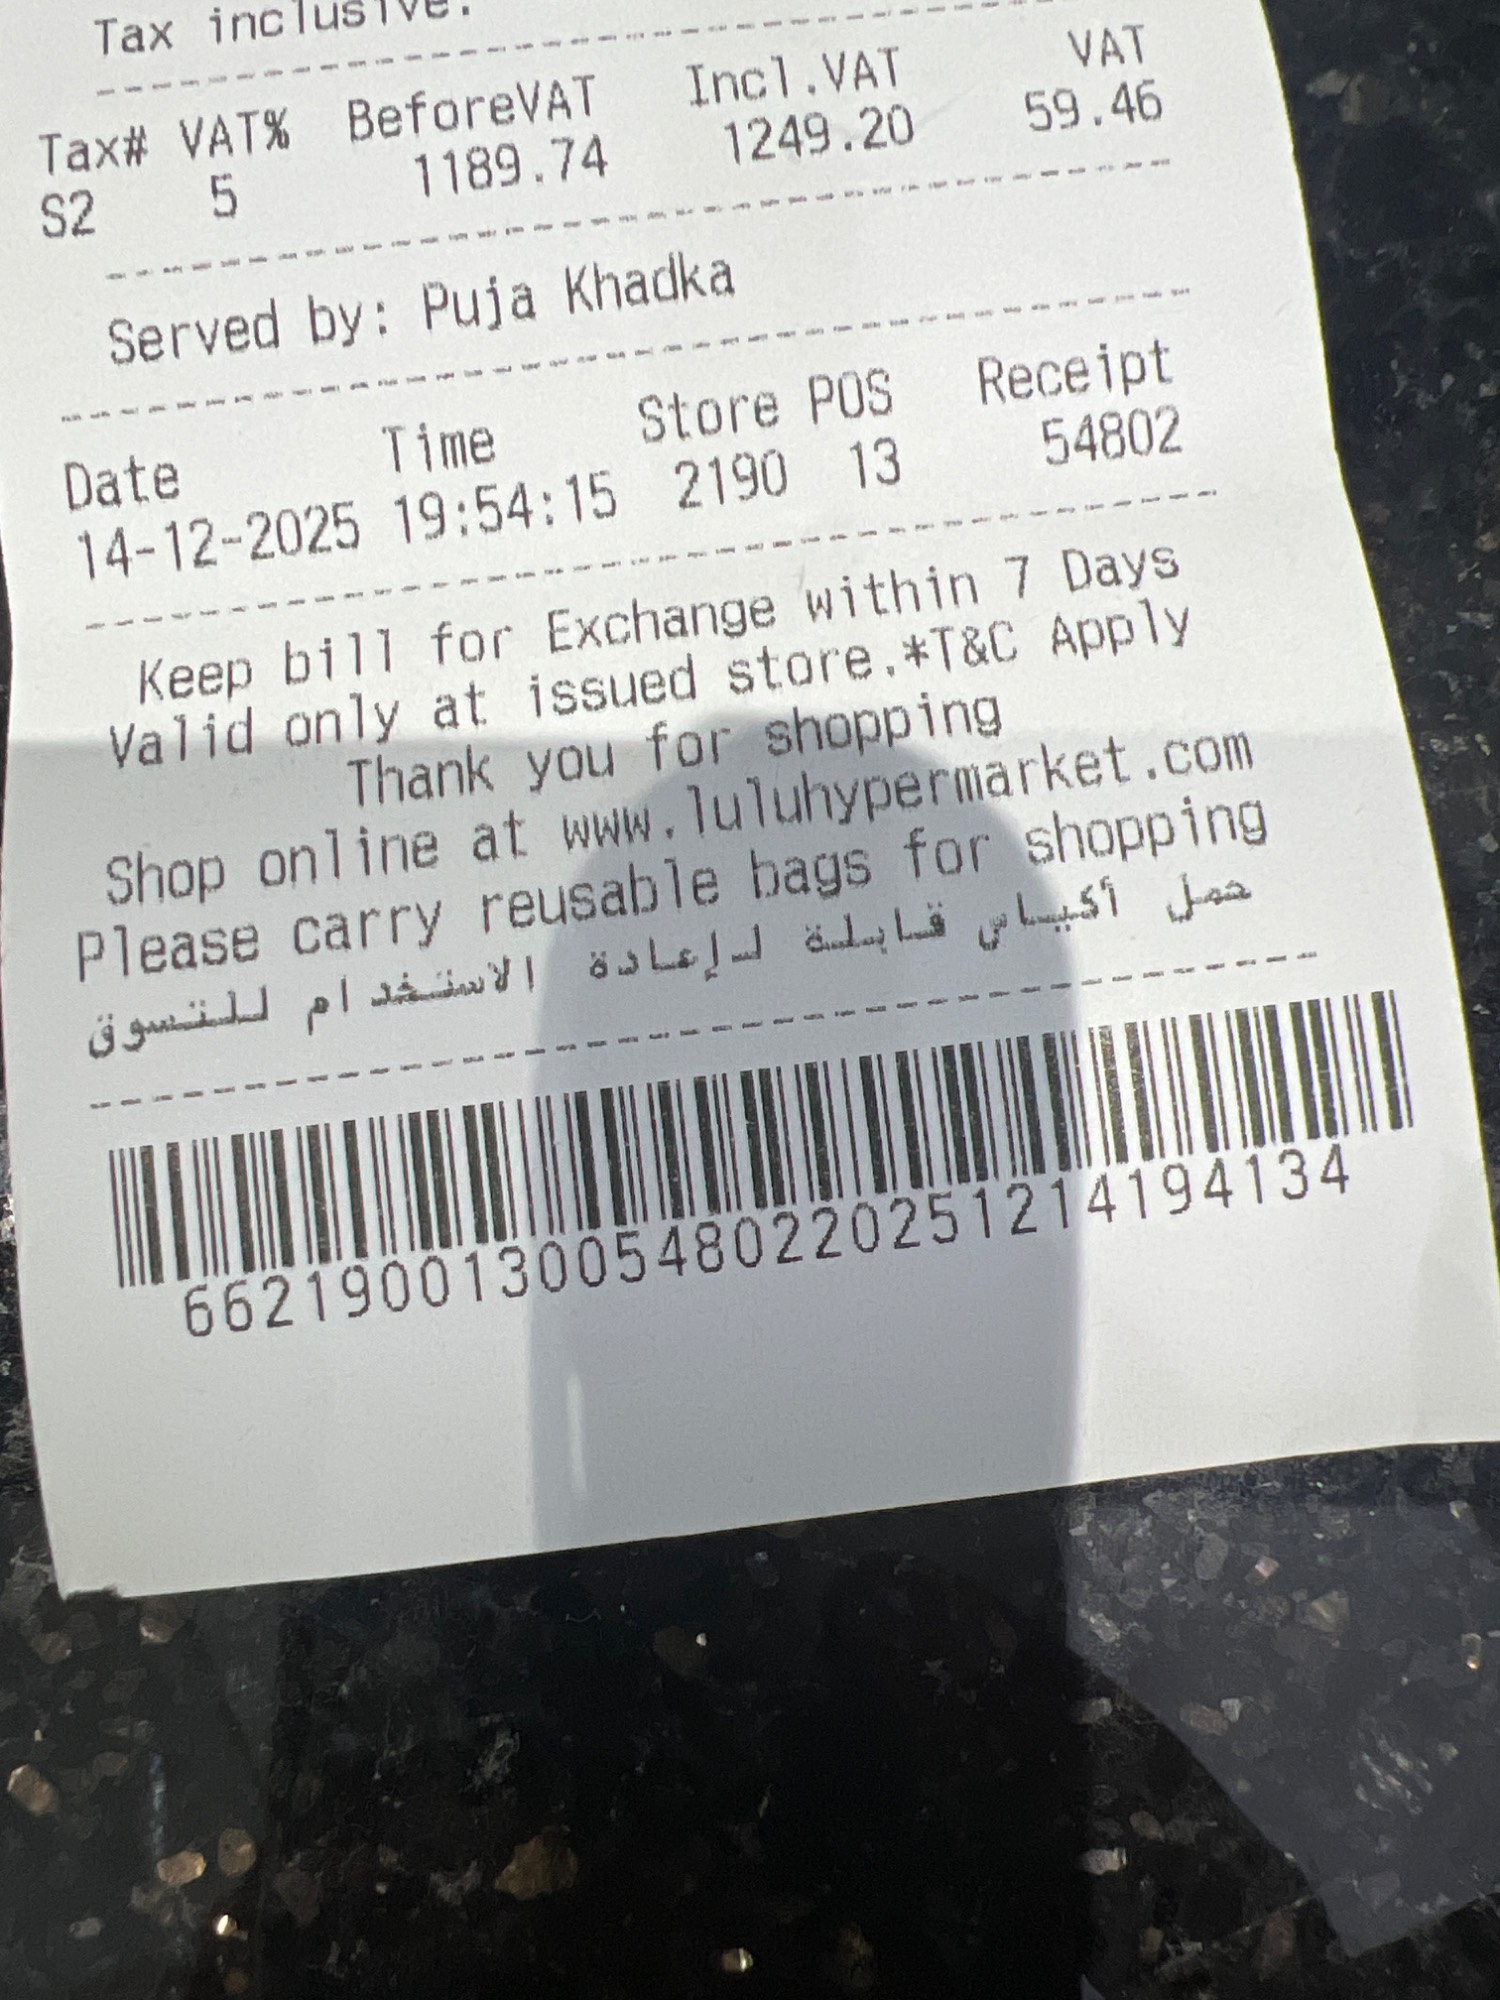 Tax inclusive.
Tax# VAT% BeforeVAT Incl.VAT VAT
S2 5 1189.74 1249.20 59.46
Served by: Puja Khadka
Date Time Store POS Receipt
14-12-2025 19:54:15 2190 13 54802
Keep bill for Exchange within 7 Days
Valid only at issued store.*T&C Apply
Thank you for shopping
Shop online at www.luluhypermarket.com
Please carry reusable bags for shopping
حمل أكياس قابلة لإعادة الاستخدام للتسوق
6621900130054802202512141941​34